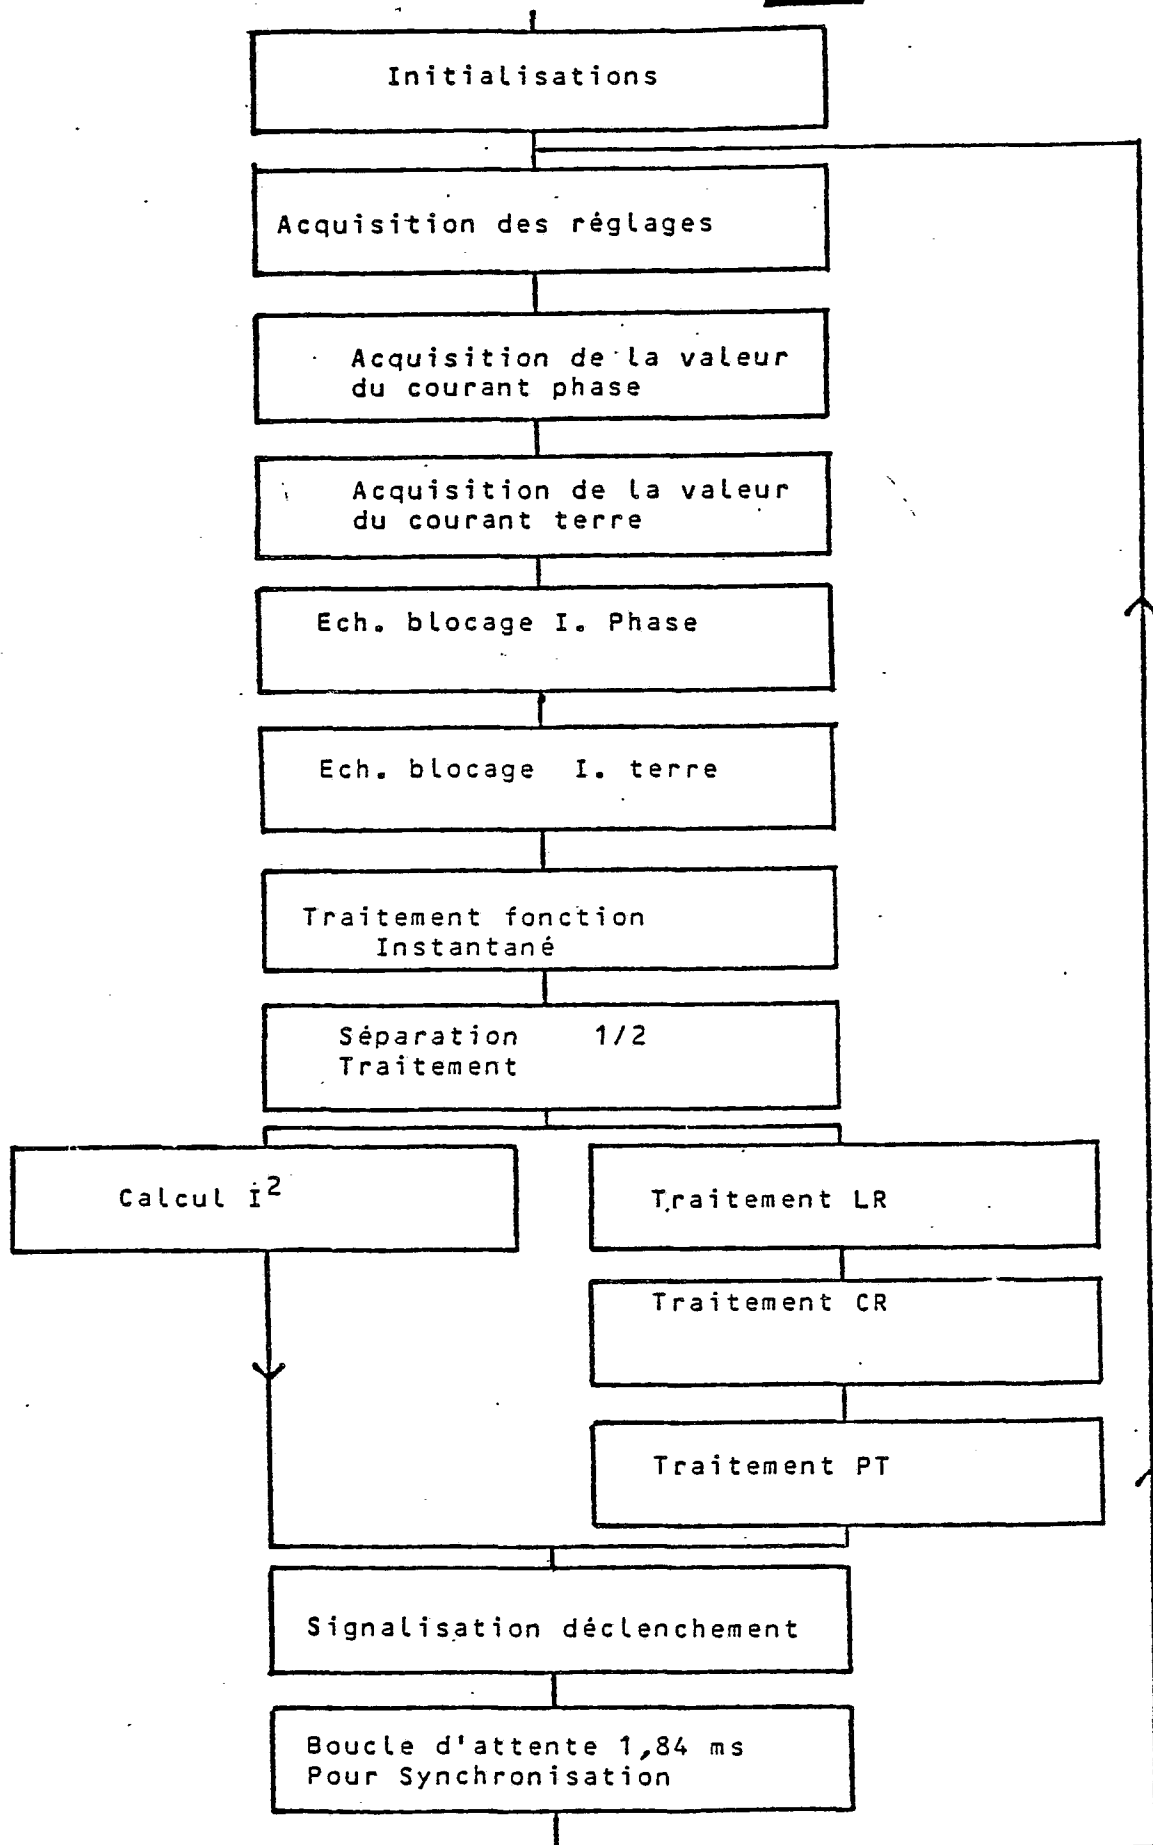 Initialisations
Acquisition des réglages
Acquisition de la valeur
du courant phase
Acquisition de la valeur
du courant terre
Ech. blocage I. Phase
Ech. blocage I. terre
Traitement fonction
Instantané
Séparation 1/2
Traitement
Calcul I²
Traitement LR
Traitement CR
Traitement PT
Signalisation déclenchement
Boucle d'attente 1,84 ms
Pour Synchronisation